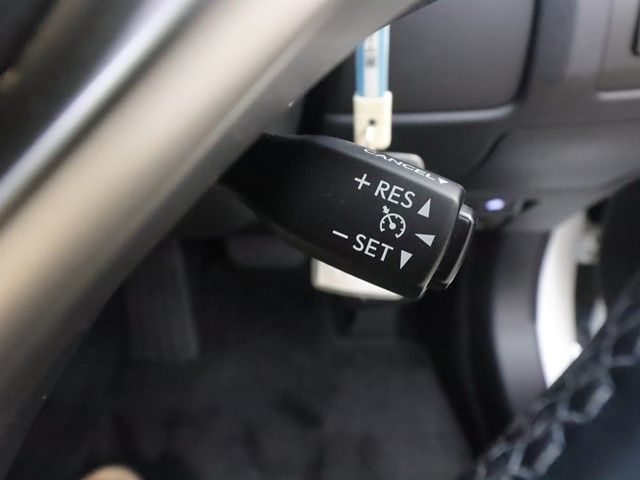 CANCEL▼
+ RES ▲
− SET ▼